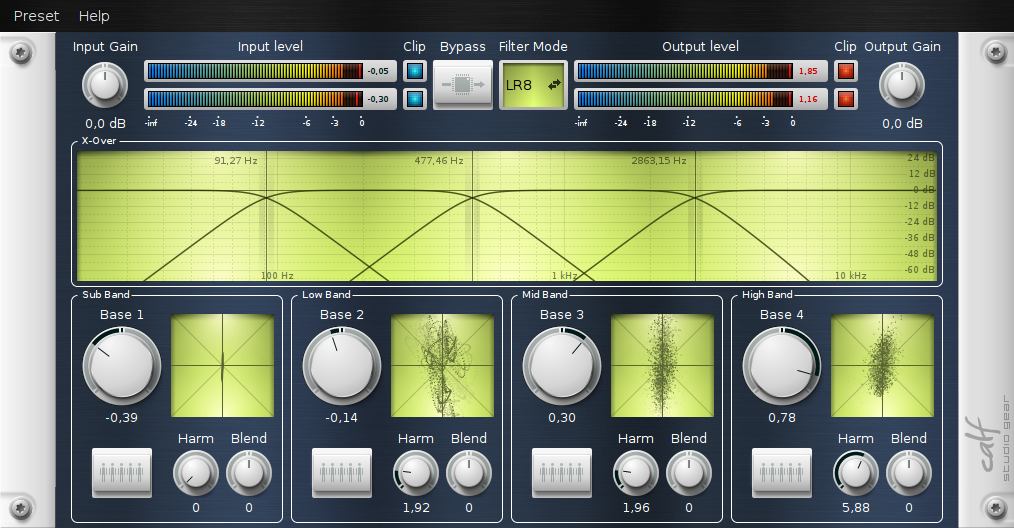 Preset Help
Input Gain Input level Clip Bypass Filter Mode Output level Clip Output Gain
-0,05 LR8 1,85
-0,30 1,16
-inf -24 -18 -12 -6 -3 0 -inf -24 -18 -12 -6 -3 0
0,0 dB 0,0 dB
X-Over
91,27 Hz 477,46 Hz 2863,15 Hz 24 dB
12 dB
0 dB
-12 dB
-24 dB
-36 dB
-48 dB
-60 dB
100 Hz 1 kHz 10 kHz
Sub Band Low Band Mid Band High Band
Base 1 Base 2 Base 3 Base 4
-0,39 -0,14 0,30 0,78
Harm Blend Harm Blend Harm Blend Harm Blend
0 0 1,92 0 1,96 0 5,88 0
calf
studio gear